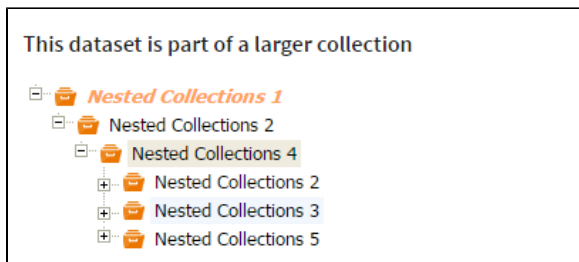 This dataset is part of a larger collection
Nested Collections 1
Nested Collections 2
Nested Collections 4
Nested Collections 2
Nested Collections 3
Nested Collections 5